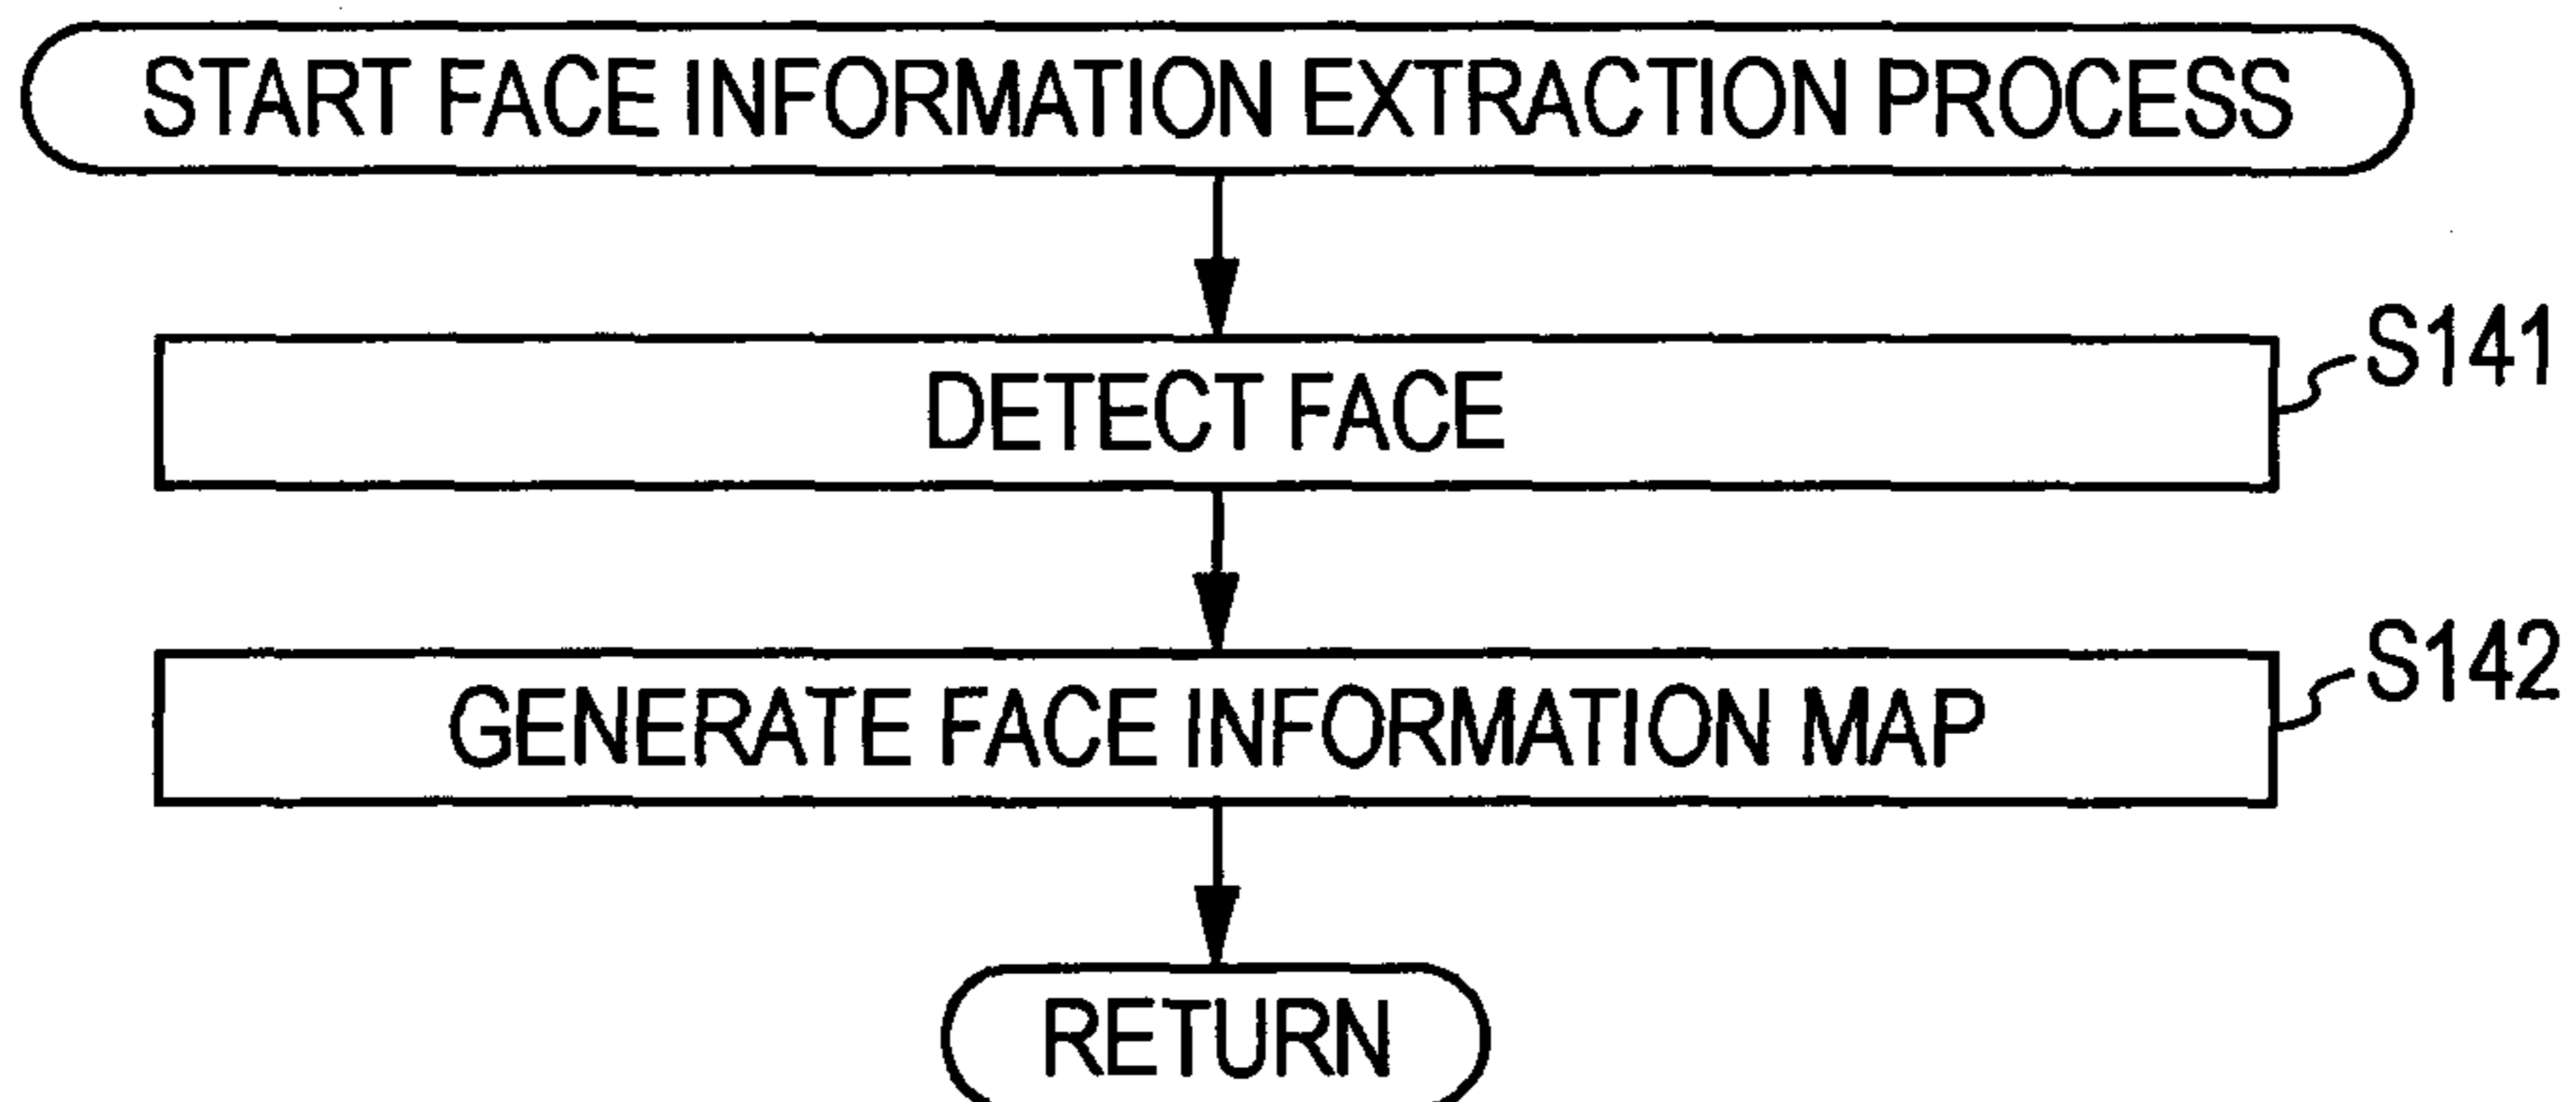 START FACE INFORMATION EXTRACTION PROCESS
DETECT FACE
S141
GENERATE FACE INFORMATION MAP
S142
RETURN